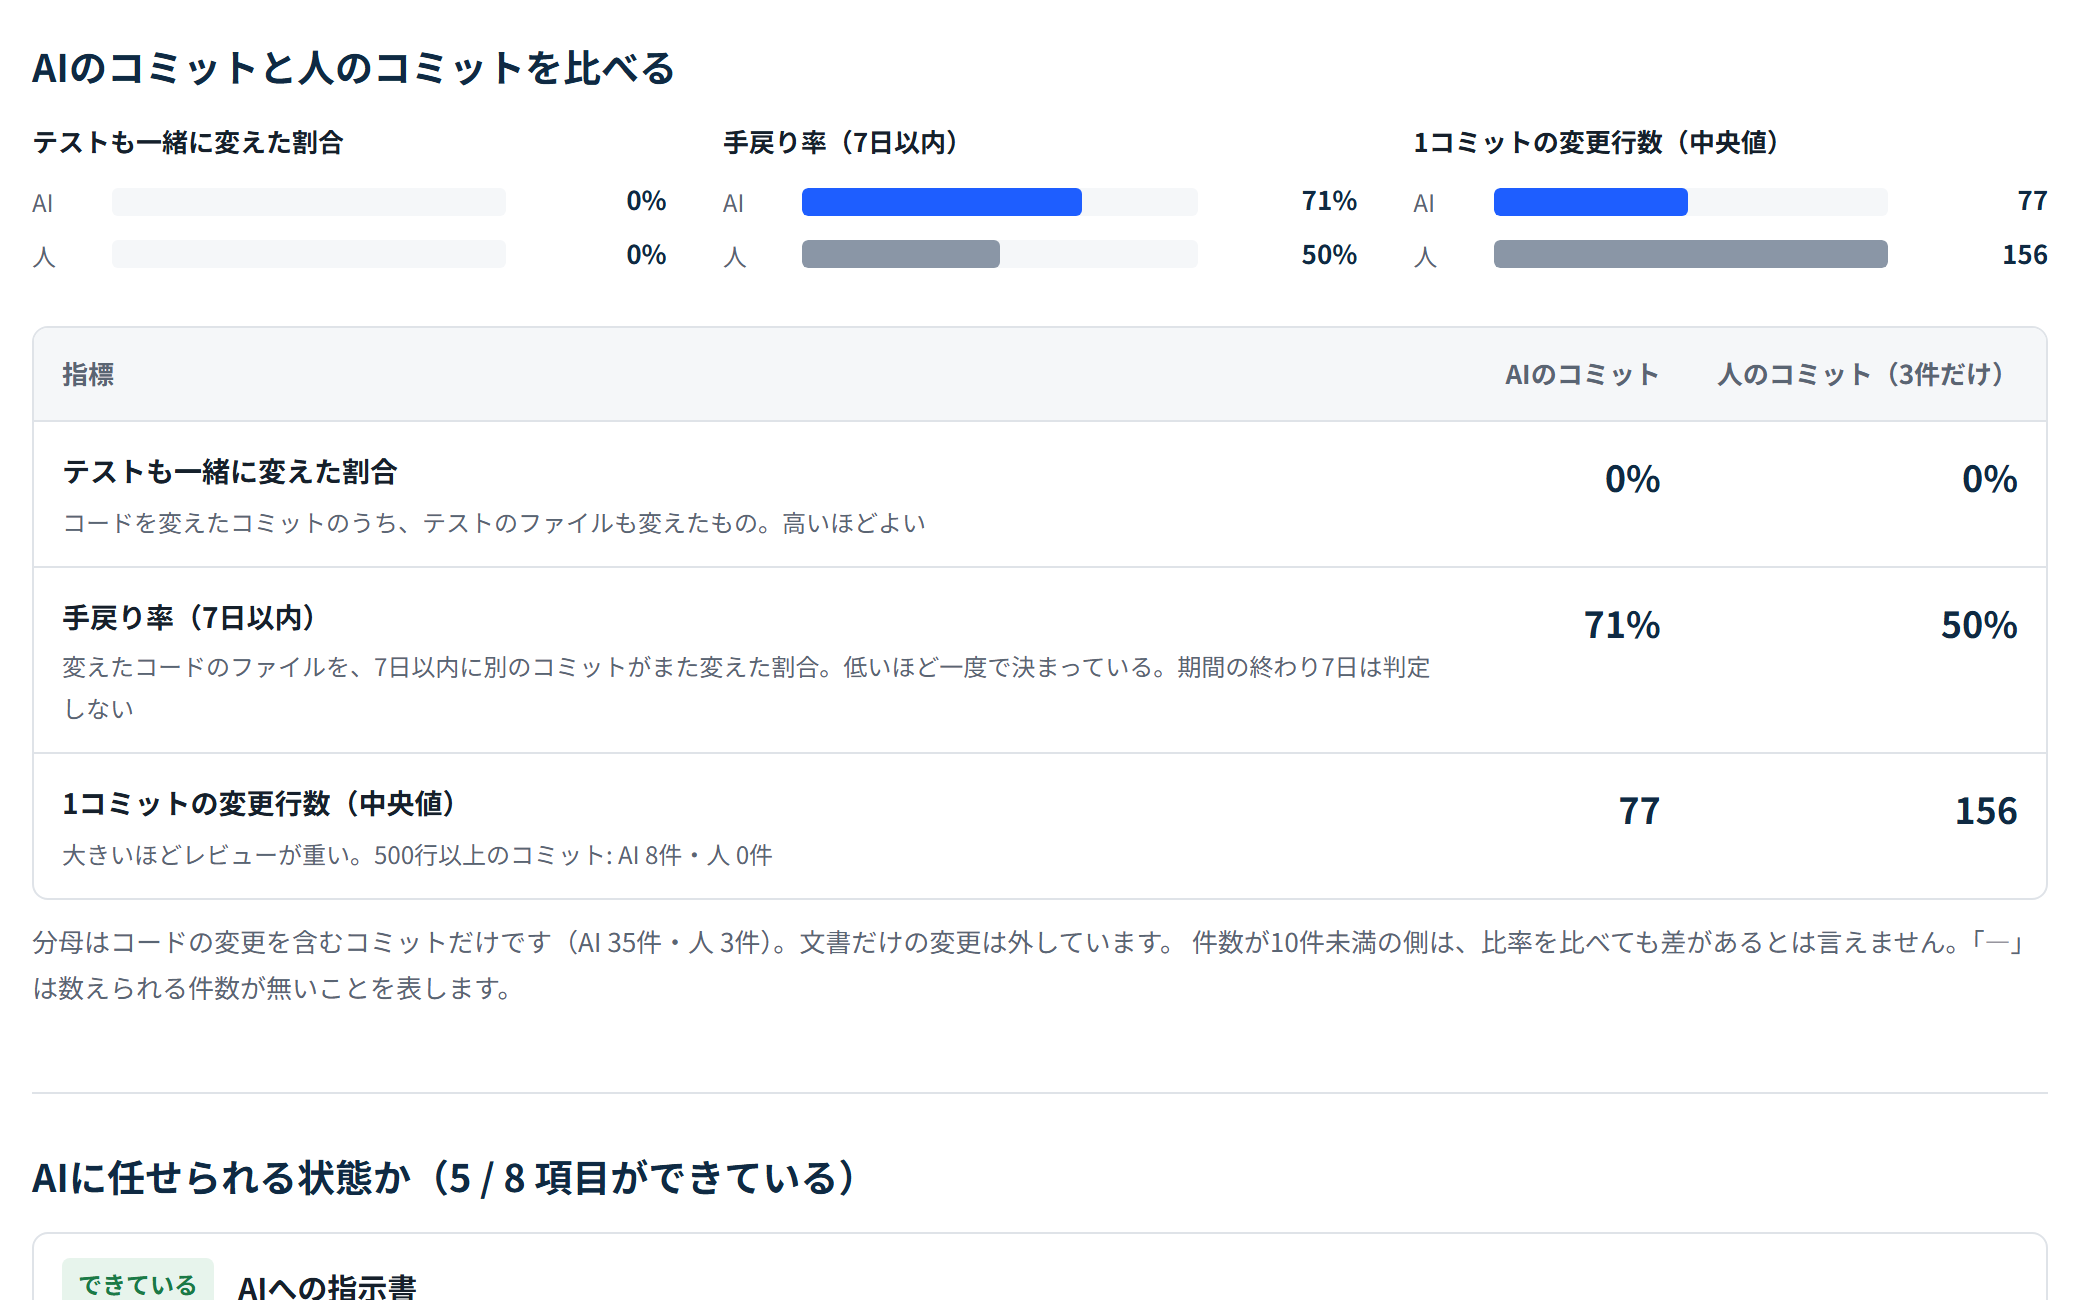 AIのコミットと人のコミットを比べる
テストも一緒に変えた割合
AI 0%
人 0%
手戻り率（7日以内）
AI 71%
人 50%
1コミットの変更行数（中央値）
AI 77
人 156
指標 AIのコミット 人のコミット（3件だけ）
テストも一緒に変えた割合 0% 0%
コードを変えたコミットのうち、テストのファイルも変えたもの。高いほどよい
手戻り率（7日以内） 71% 50%
変えたコードのファイルを、7日以内に別のコミットがまた変えた割合。低いほど一度で決まっている。期間の終わり7日は判定
しない
1コミットの変更行数（中央値） 77 156
大きいほどレビューが重い。500行以上のコミット: AI 8件・人 0件
分母はコードの変更を含むコミットだけです（AI 35件・人 3件）。文書だけの変更は外しています。 件数が10件未満の側は、比率を比べても差があるとは言えません。「—」
は数えられる件数が無いことを表します。
AIに任せられる状態か（5 / 8 項目ができている）
できている AIへの指示書